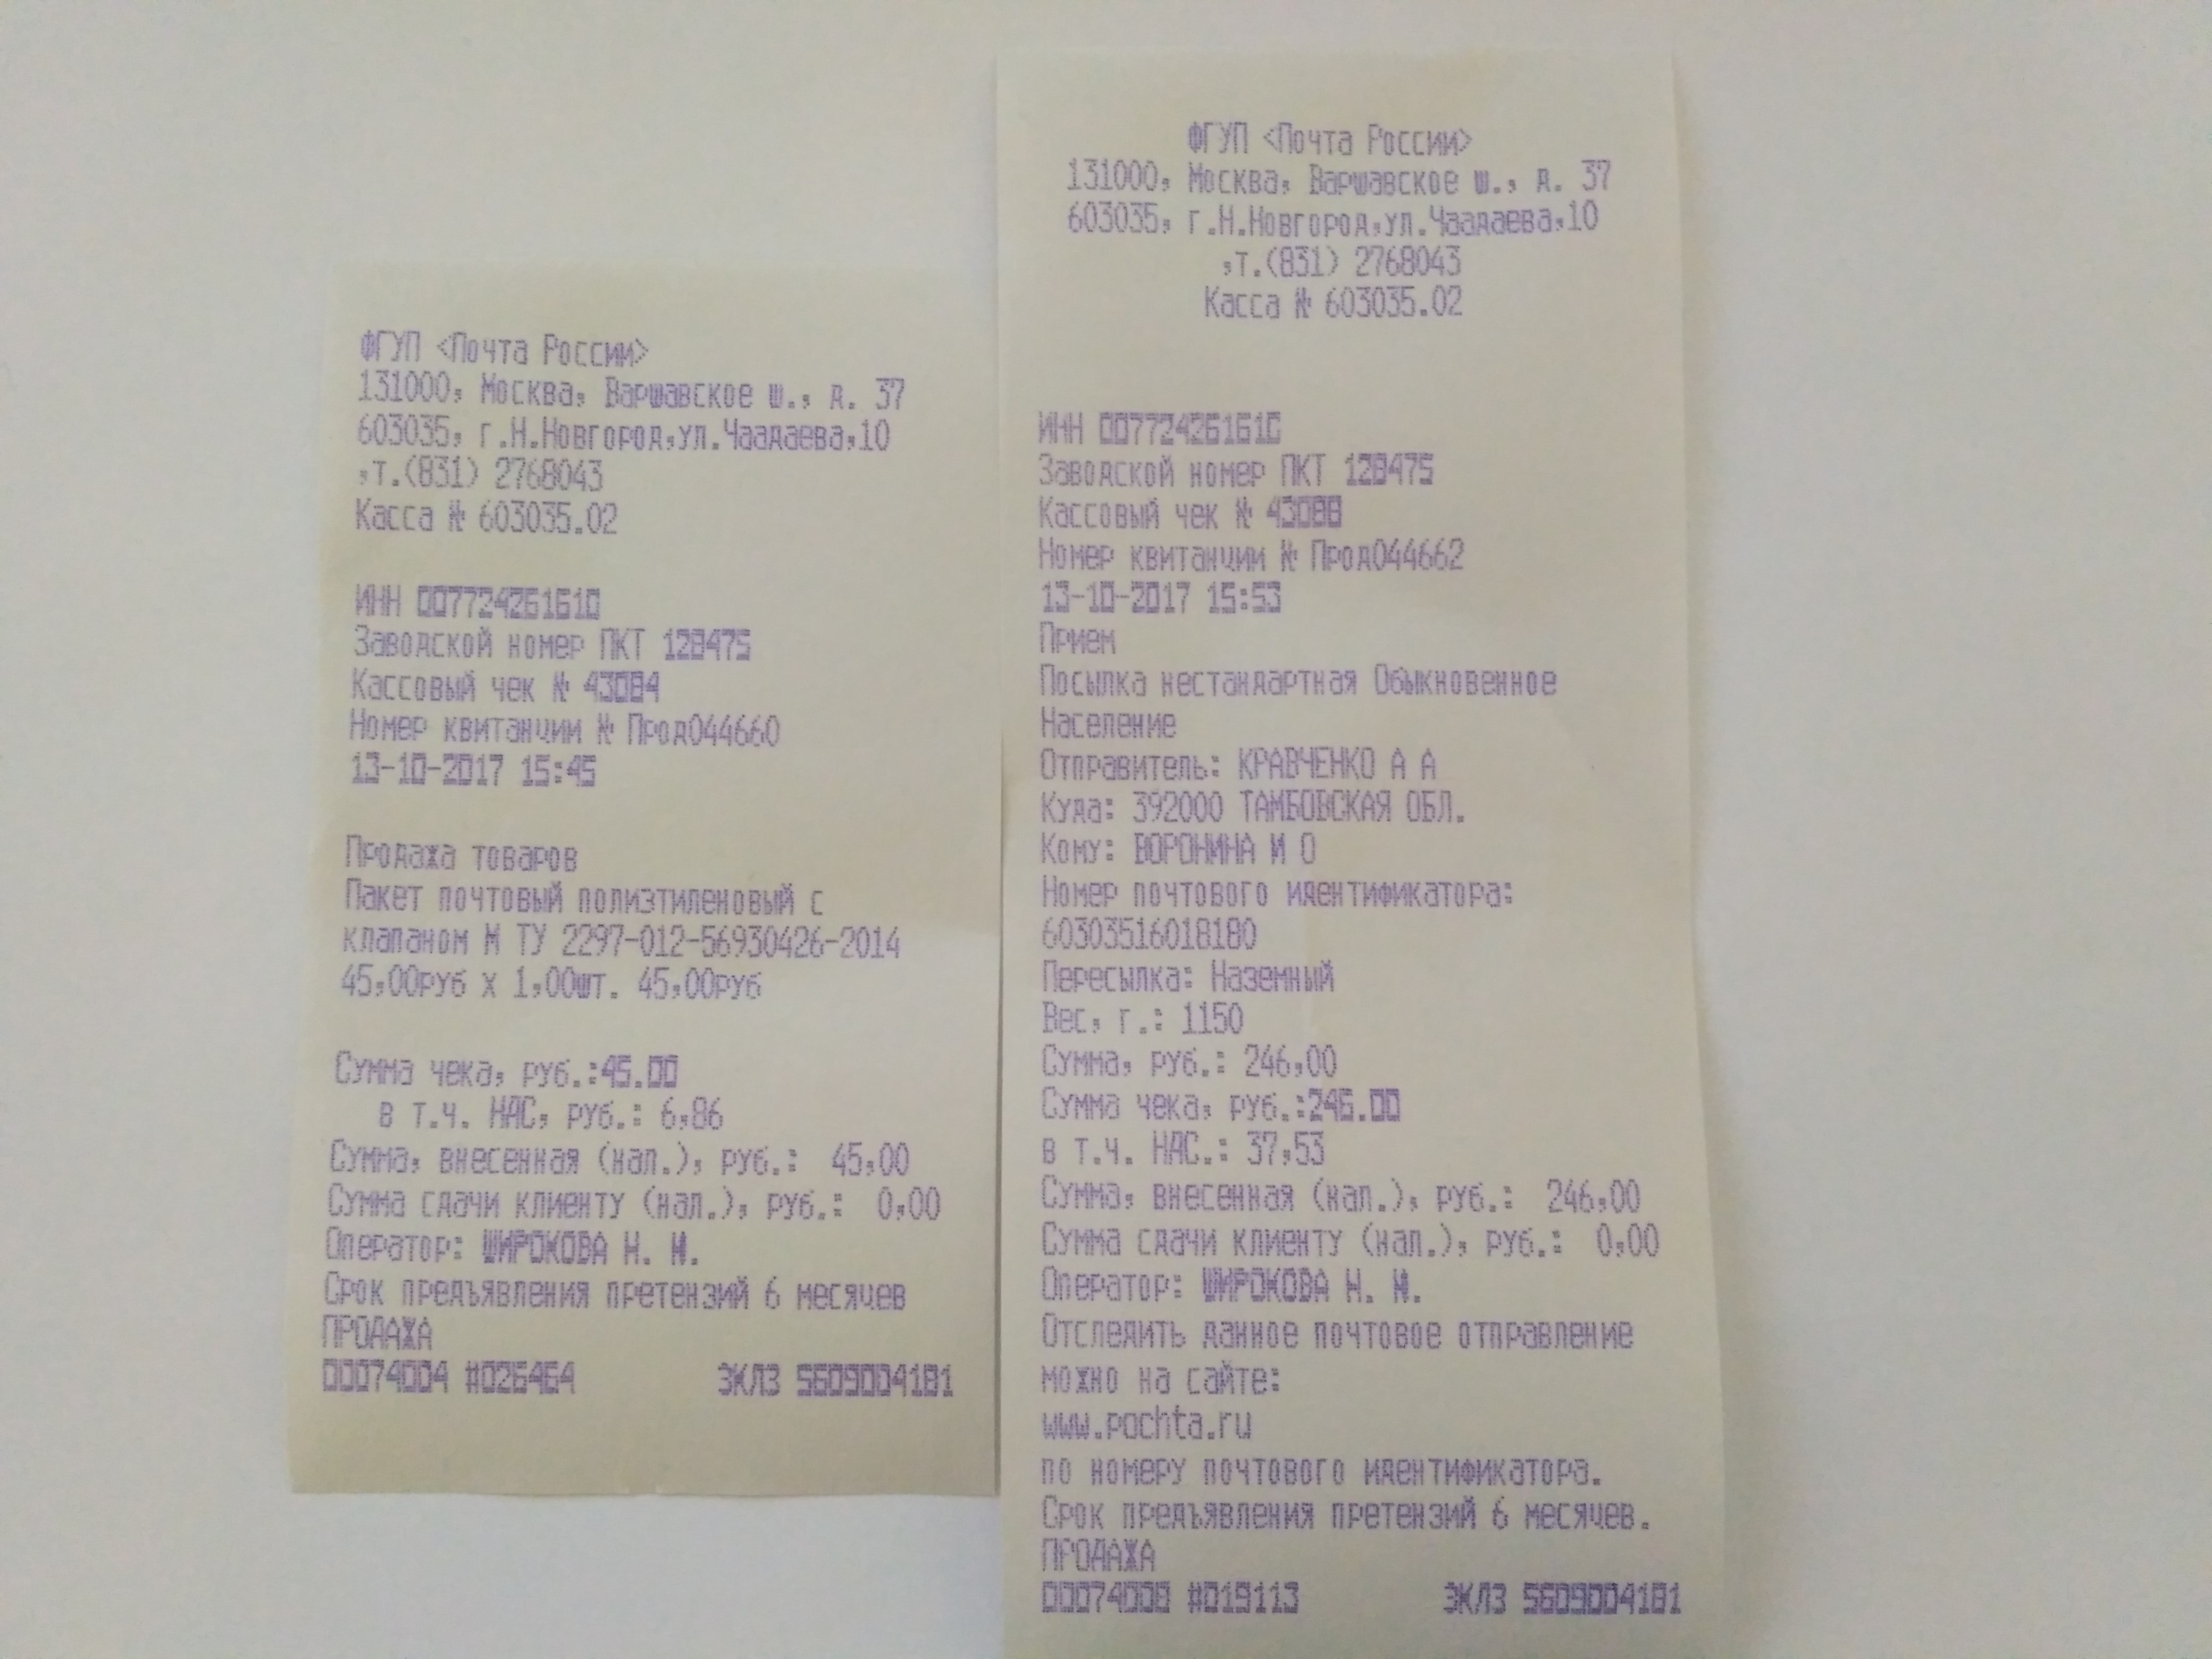 ФГУП <Почта России>
131000, Москва, Варшавское ш., д. 37
603035, г.Н.Новгород,ул.Чаадаева,10
,т.(831) 2768043
Касса № 603035.02
ИНН 007724261610
Заводской номер ПКТ 128475
Кассовый чек № 43084
Номер квитанции № Прод044660
13-10-2017 15:45
Продажа товаров
Пакет почтовый полиэтиленовый с
клапаном М ТУ 2297-012-56930426-2014
45,00руб х 1,00шт. 45,00руб
Сумма чека, руб.:45.00
в т.ч. НДС, руб.: 6,86
Сумма, внесенная (нал.), руб.: 45,00
Сумма сдачи клиенту (нал.), руб.: 0,00
Оператор: ШИРОКОВА Н. М.
Срок предъявления претензий 6 месяцев
ПРОДАЖА
00074004 #026464 ЭКЛЗ 5609004181
ФГУП <Почта России>
131000, Москва, Варшавское ш., д. 37
603035, г.Н.Новгород,ул.Чаадаева,10
,т.(831) 2768043
Касса № 603035.02
ИНН 007724261610
Заводской номер ПКТ 128475
Кассовый чек № 43088
Номер квитанции № Прод044662
13-10-2017 15:53
Прием
Посылка нестандартная Обыкновенное
Население
Отправитель: КРАВЧЕНКО А А
Куда: 392000 ТАМБОВСКАЯ ОБЛ.
Кому: ВОРОНИНА И О
Номер почтового идентификатора:
60303516018180
Пересылка: Наземный
Вес, г.: 1150
Сумма, руб.: 246,00
Сумма чека, руб.:246.00
в т.ч. НДС.: 37,53
Сумма, внесенная (нал.), руб.: 246,00
Сумма сдачи клиенту (нал.), руб.: 0,00
Оператор: ШИРОКОВА Н. М.
Отследить данное почтовое отправление
можно на сайте:
www.pochta.ru
по номеру почтового идентификатора.
Срок предъявления претензий 6 месяцев.
ПРОДАЖА
00074008 #019113 ЭКЛЗ 5609004181